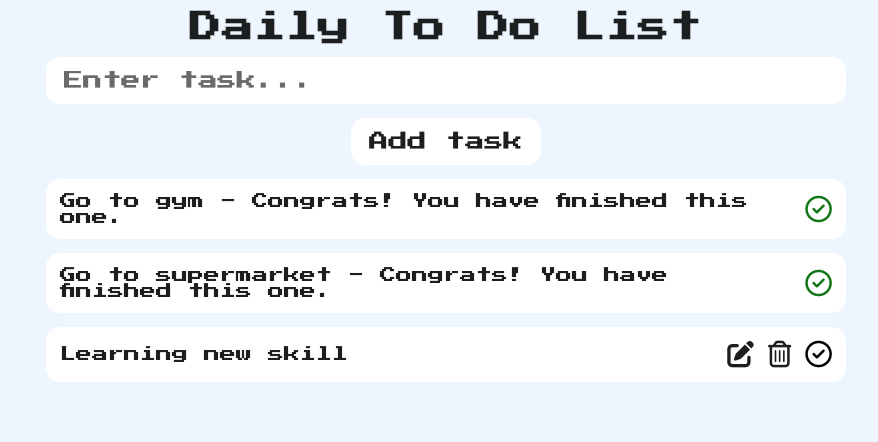 Daily To Do List
Enter task...
Add task
Go to gym - Congrats! You have finished this
one.
Go to supermarket - Congrats! You have
finished this one.
Learning new skill